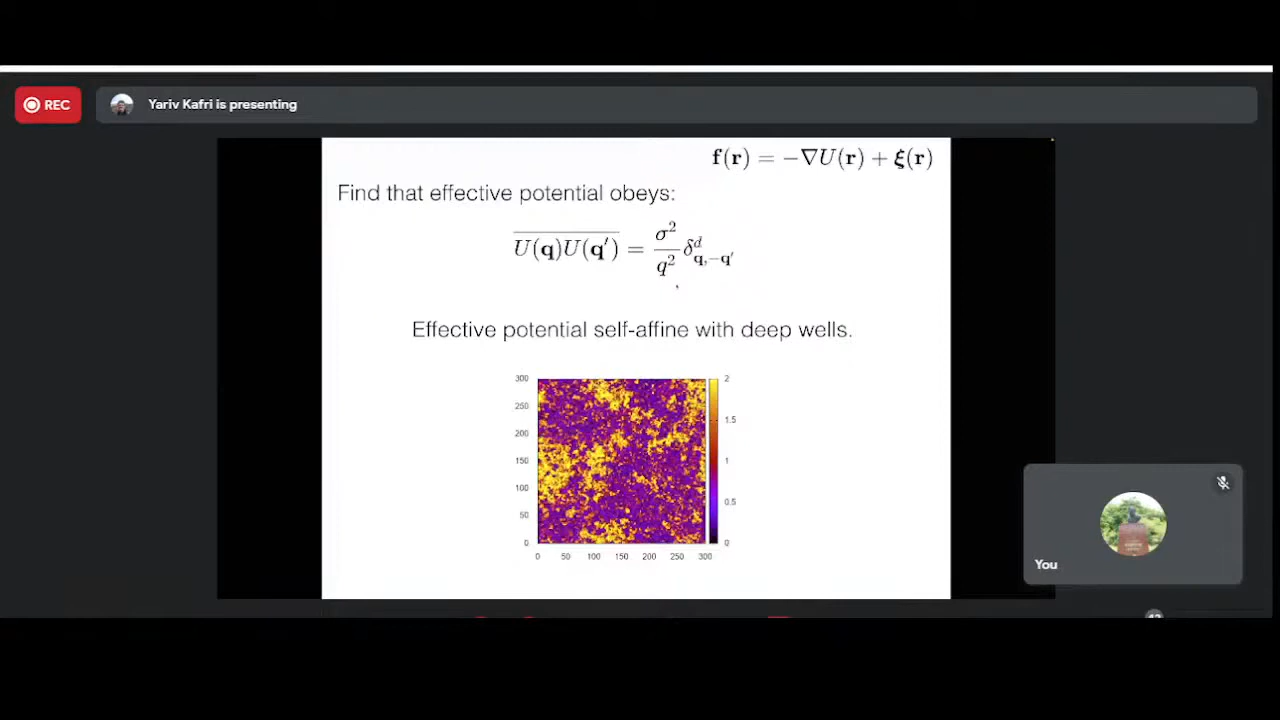 REC
Yariv Kafri is presenting
f(r) = −∇U(r) + ξ(r)
Find that effective potential obeys:
U(q)U(q′) = σ²/q² δᵈ_q,−q′
Effective potential self-affine with deep wells.
300
250
200
150
100
50
0
0 50 100 150 200 250 300
2
1.5
1
0.5
0
You